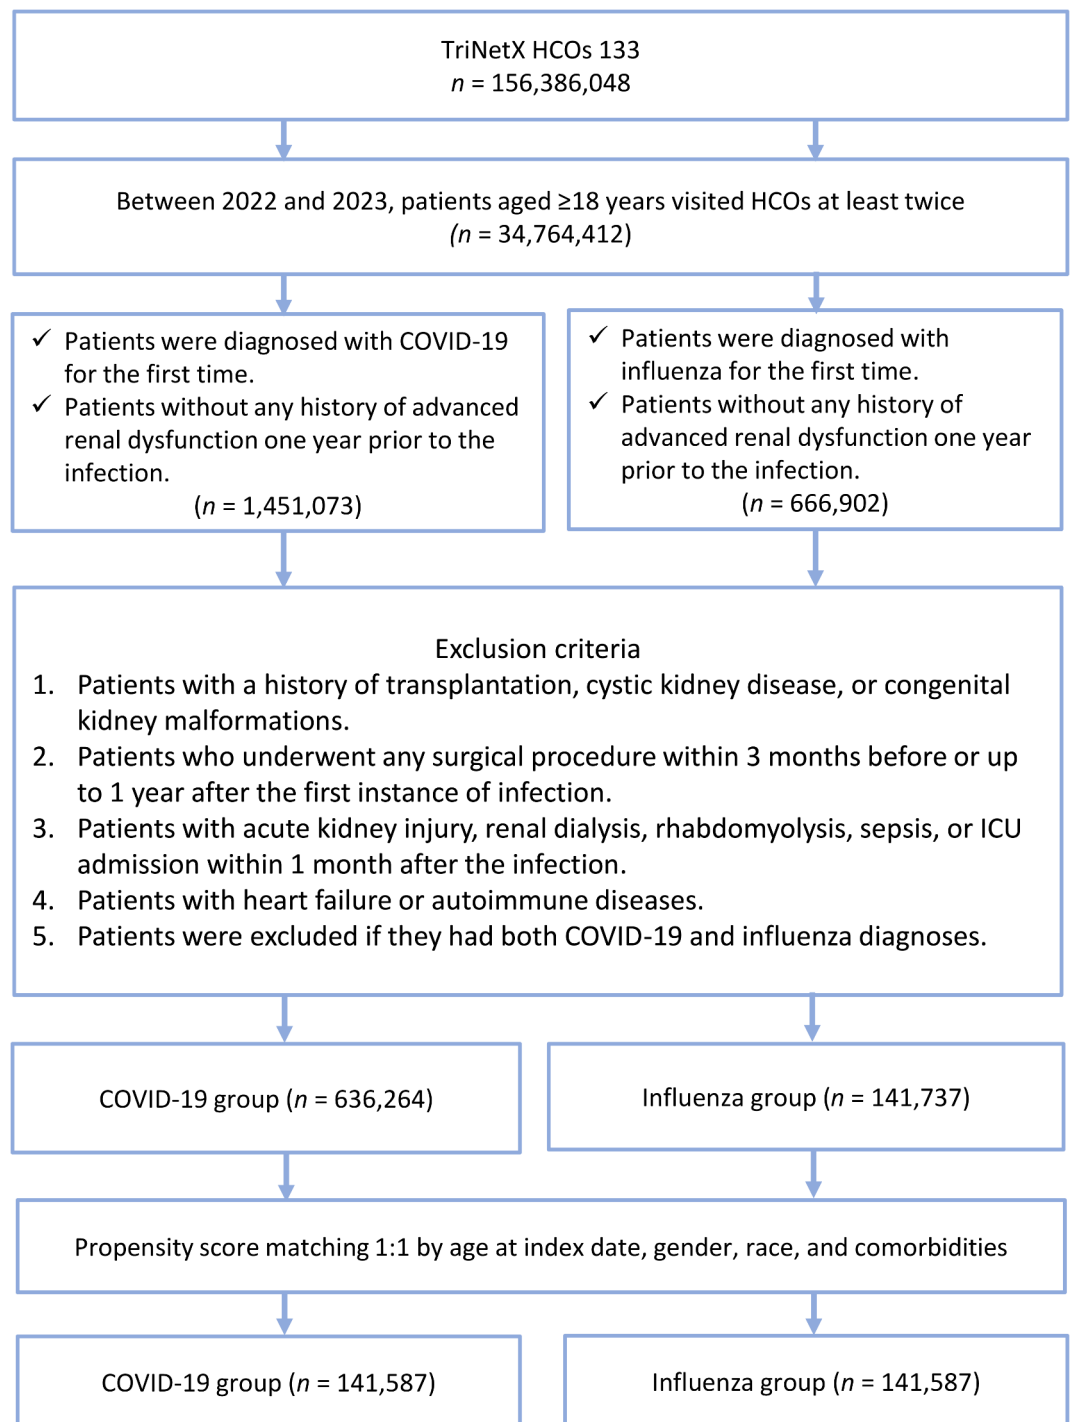 TriNetX HCOs 133
n = 156,386,048
Between 2022 and 2023, patients aged ≥18 years visited HCOs at least twice
(n = 34,764,412)
✓ Patients were diagnosed with COVID-19
for the first time.
✓ Patients without any history of advanced
renal dysfunction one year prior to the
infection.
(n = 1,451,073)
✓ Patients were diagnosed with
influenza for the first time.
✓ Patients without any history of
advanced renal dysfunction one year
prior to the infection.
(n = 666,902)
Exclusion criteria
1. Patients with a history of transplantation, cystic kidney disease, or congenital
kidney malformations.
2. Patients who underwent any surgical procedure within 3 months before or up
to 1 year after the first instance of infection.
3. Patients with acute kidney injury, renal dialysis, rhabdomyolysis, sepsis, or ICU
admission within 1 month after the infection.
4. Patients with heart failure or autoimmune diseases.
5. Patients were excluded if they had both COVID-19 and influenza diagnoses.
COVID-19 group (n = 636,264)
Influenza group (n = 141,737)
Propensity score matching 1:1 by age at index date, gender, race, and comorbidities
COVID-19 group (n = 141,587)
Influenza group (n = 141,587)